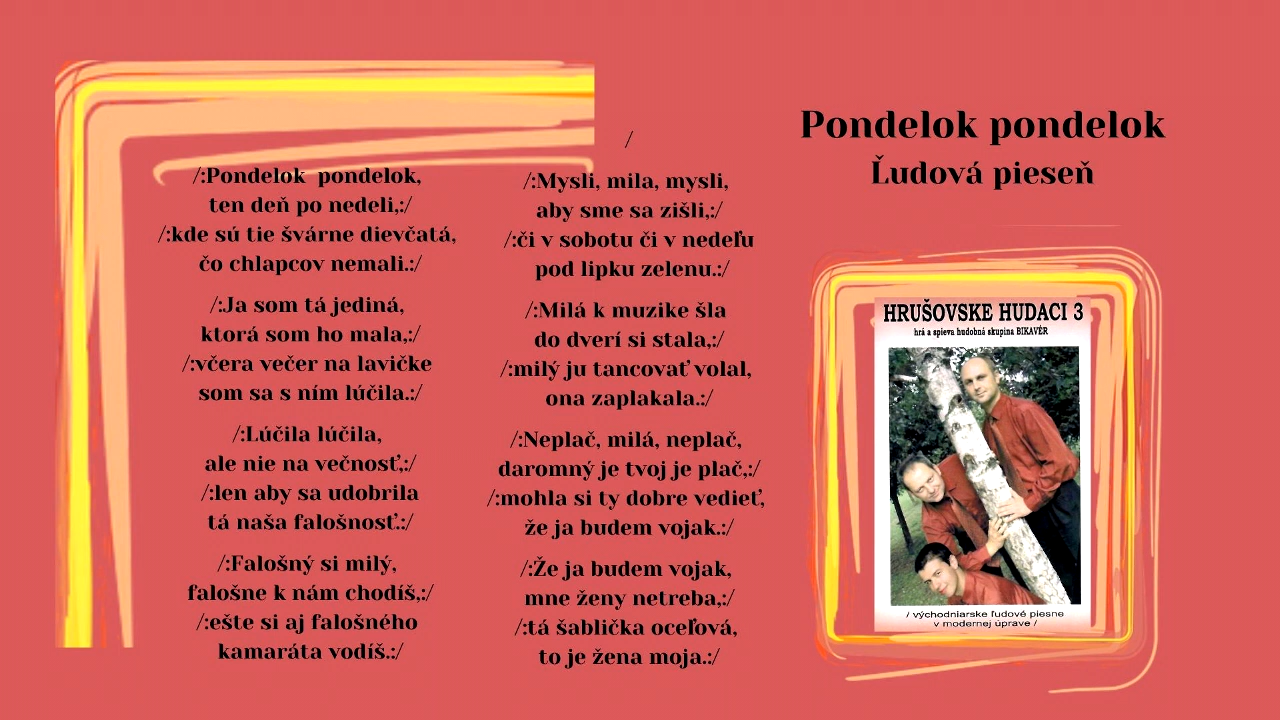 Pondelok pondelok
Ľudová pieseň
/:Pondelok pondelok,
ten deň po nedeli,:/
/:kde sú tie švárne dievčatá,
čo chlapcov nemali.:/
/:Ja som tá jediná,
ktorá som ho mala,:/
/:včera večer na lavičke
som sa s ním lúčila.:/
/:Lúčila lúčila,
ale nie na večnosť,:/
/:len aby sa udobrila
tá naša falošnosť.:/
/:Falošný si milý,
falošne k nám chodíš,:/
/:ešte si aj falošného
kamaráta vodíš.:/
/
/:Mysli, mila, mysli,
aby sme sa zišli,:/
/:či v sobotu či v nedeľu
pod lipku zelenu.:/
/:Milá k muzike šla
do dverí si stala,:/
/:milý ju tancovať volal,
ona zaplakala.:/
/:Neplač, milá, neplač,
daromný je tvoj je plač,:/
/:mohla si ty dobre vedieť,
že ja budem vojak.:/
/:Že ja budem vojak,
mne ženy netreba,:/
/:tá šablička oceľová,
to je žena moja.:/
HRUŠOVSKE HUDACI 3
hrá a spieva hudobná skupina BIKAVÉR
/ východniarske ľudové piesne
v modernej úprave /